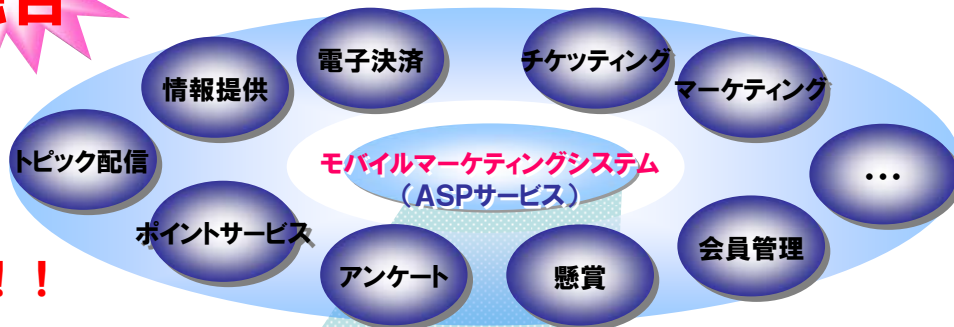 電子決済
チケッティング
情報提供
マーケティング
トピック配信
モバイルマーケティングシステム
(ASPサービス)
…
ポイントサービス
会員管理
アンケート
懸賞
！！